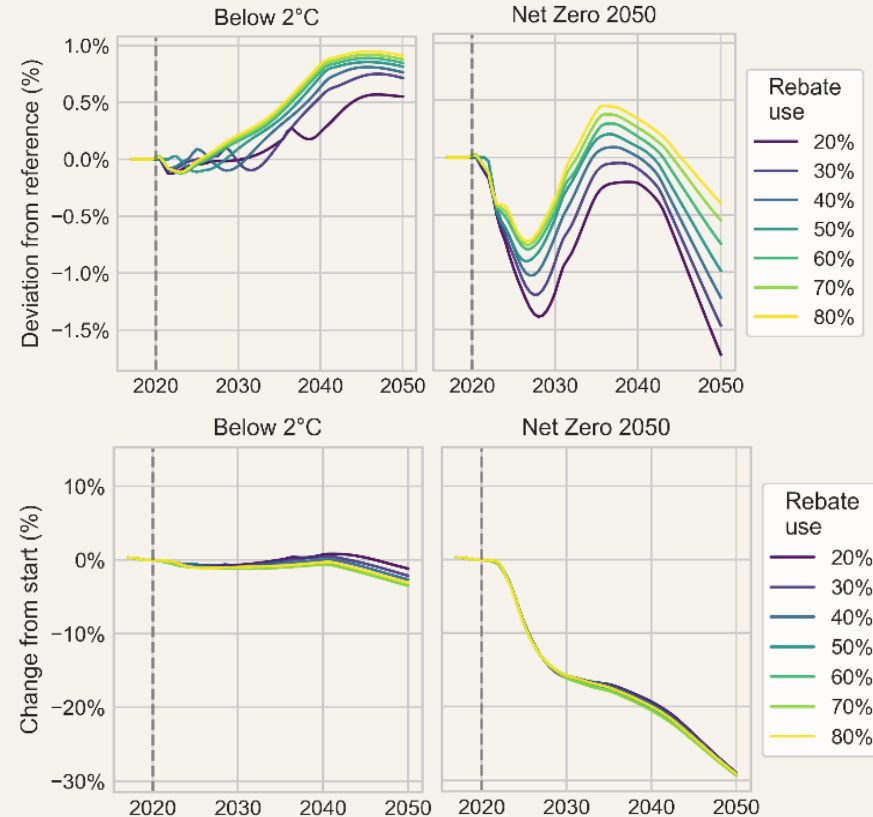 Below 2°C
Net Zero 2050
Deviation from reference (%)
1.0%
0.5%
0.0%
−0.5%
−1.0%
−1.5%
2020 2030 2040 2050
2020 2030 2040 2050
Rebate
use
20%
30%
40%
50%
60%
70%
80%
Below 2°C
Net Zero 2050
Change from start (%)
10%
0%
−10%
−20%
−30%
2020 2030 2040 2050
2020 2030 2040 2050
Rebate
use
20%
30%
40%
50%
60%
70%
80%